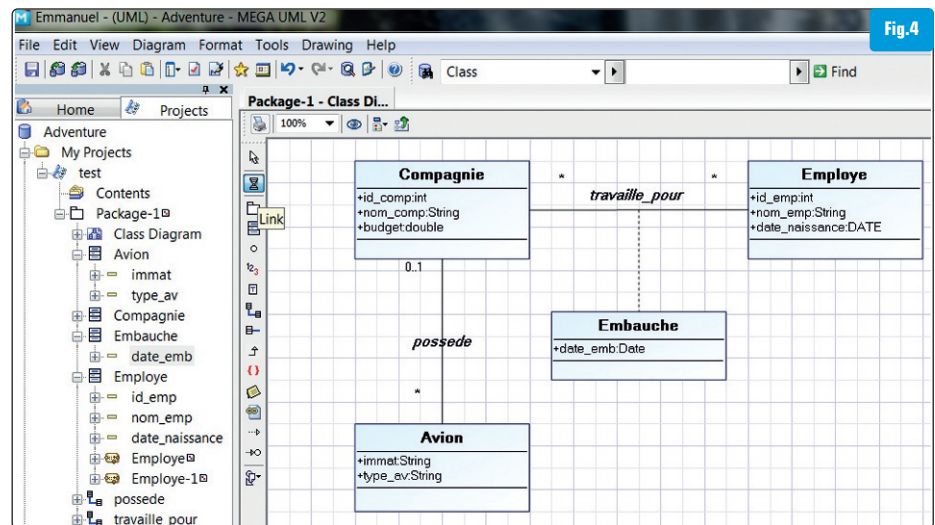 Emmanuel - (UML) - Adventure - MEGA UML V2
Fig.4
File Edit View Diagram Format Tools Drawing Help
Class
Find
Home Projects
Package-1 - Class Di...
100%
Adventure
My Projects
test
Contents
Package-1
Class Diagram
Avion
immat
type_av
Compagnie
Embauche
date_emb
Employe
id_emp
nom_emp
date_naissance
Employe
Employe-1
possede
travaille_pour
Link
Compagnie
+id_comp:int
+nom_comp:String
+budget:double
* travaille_pour *
Employe
+id_emp:int
+nom_emp:String
+date_naissance:DATE
0..1
possede
*
Embauche
+date_emb:Date
Avion
+immat:String
+type_av:String